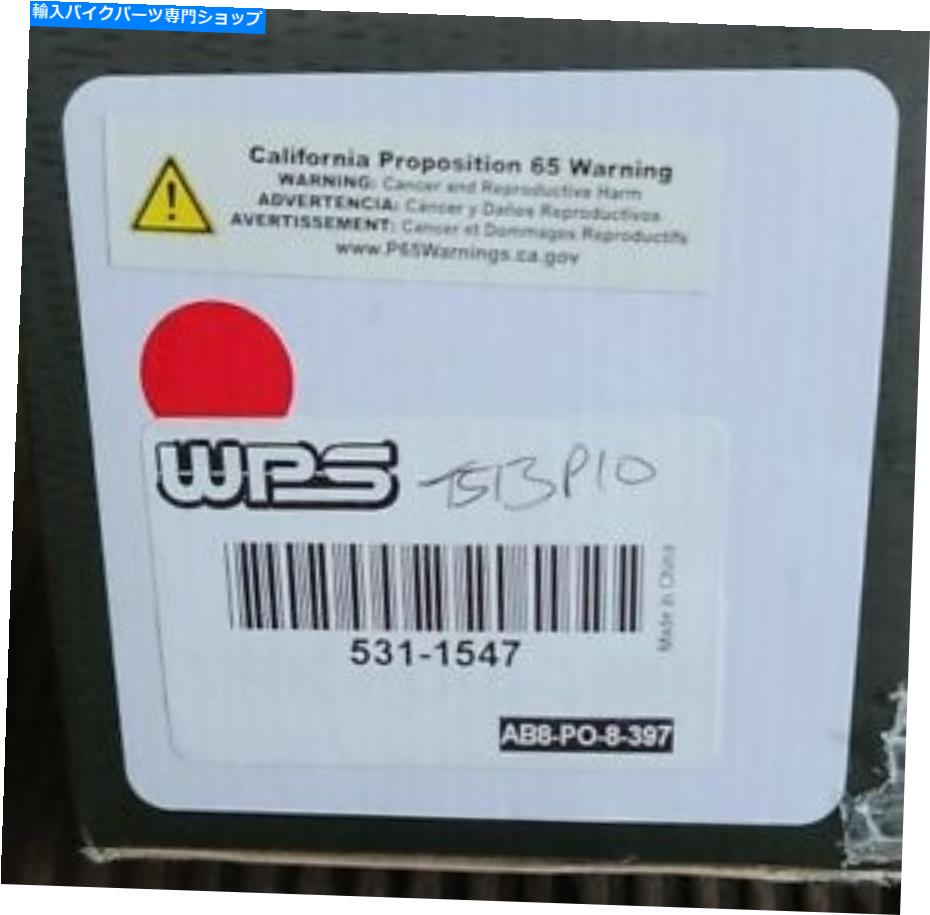 輸入バイクパーツ専門ショップ
California Proposition 65 Warning
WARNING: Cancer and Reproductive Harm
ADVERTENCIA: Cancer y Daños Reproductivos
AVERTISSEMENT: Cancer et Dommages Reproductifs
www.P65Warnings.ca.gov
WPS
531-1547
Made in China
AB8-PO-8-397